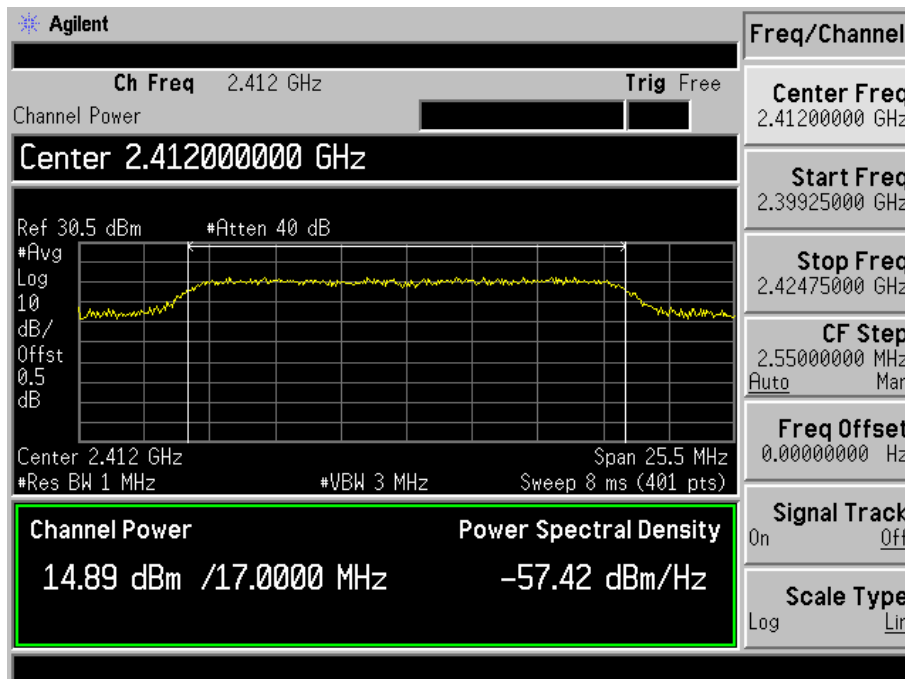 Agilent
Freq/Channel
Ch Freq 2.412 GHz Trig Free
Channel Power
Center 2.412000000 GHz
Ref 30.5 dBm #Atten 40 dB
#Avg
Log
10
dB/
Offst
0.5
dB
Center 2.412 GHz Span 25.5 MHz
#Res BW 1 MHz #VBW 3 MHz Sweep 8 ms (401 pts)
Channel Power Power Spectral Density
14.89 dBm /17.0000 MHz -57.42 dBm/Hz
Center Freq
2.41200000 GHz
Start Freq
2.39925000 GHz
Stop Freq
2.42475000 GHz
CF Step
2.55000000 MHz
Auto Man
Freq Offset
0.00000000 Hz
Signal Track
On Off
Scale Type
Log Lin